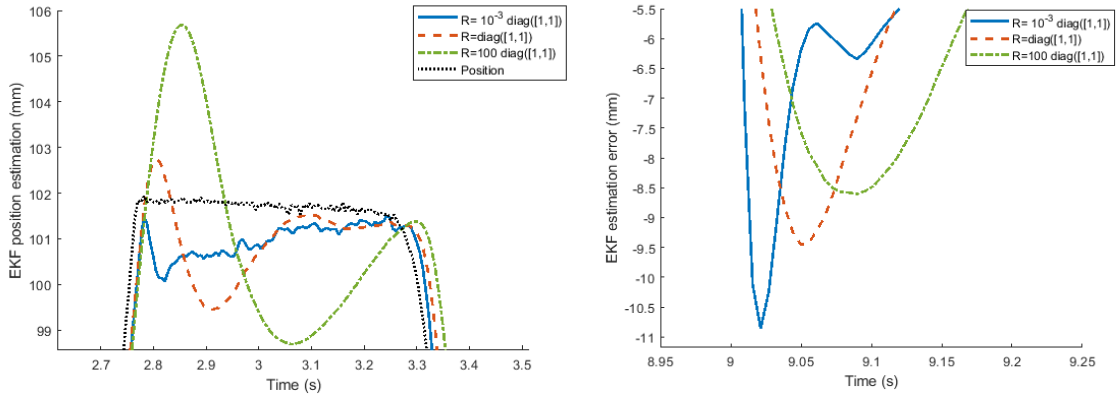 R= 10^-3 diag([1,1])
R=diag([1,1])
R=100 diag([1,1])
Position
106
105
104
103
102
101
100
99
EKF position estimation (mm)
2.7 2.8 2.9 3 3.1 3.2 3.3 3.4 3.5
Time (s)
R= 10^-3 diag([1,1])
R=diag([1,1])
R=100 diag([1,1])
-5.5
-6
-6.5
-7
-7.5
-8
-8.5
-9
-9.5
-10
-10.5
-11
EKF estimation error (mm)
8.95 9 9.05 9.1 9.15 9.2 9.25
Time (s)